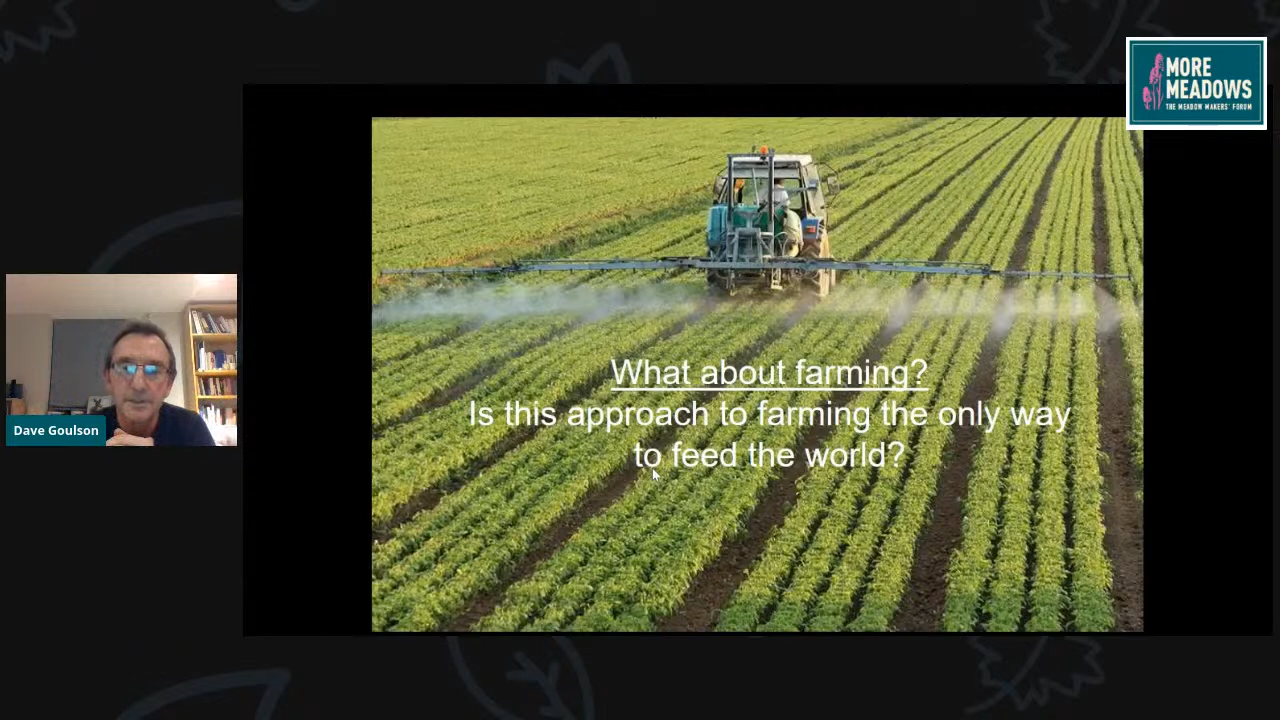 MORE
MEADOWS
THE MEADOW MAKERS' FORUM
What about farming?
Is this approach to farming the only way
to feed the world?
Dave Goulson